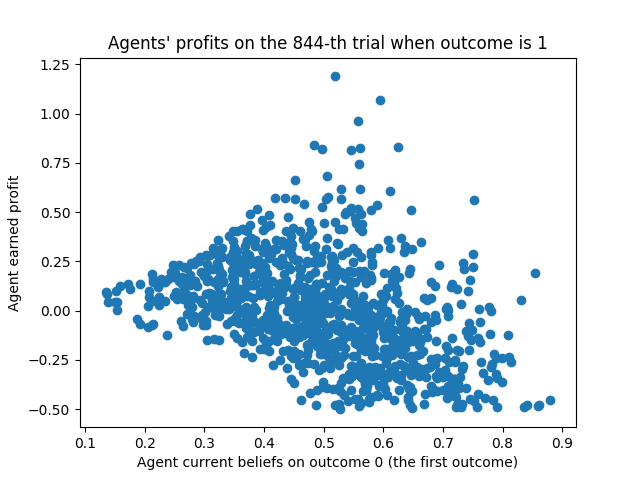 Agents' profits on the 844-th trial when outcome is 1
1.25
1.00
0.75
0.50
0.25
0.00
−0.25
−0.50
Agent earned profit
0.1 0.2 0.3 0.4 0.5 0.6 0.7 0.8 0.9
Agent current beliefs on outcome 0 (the first outcome)